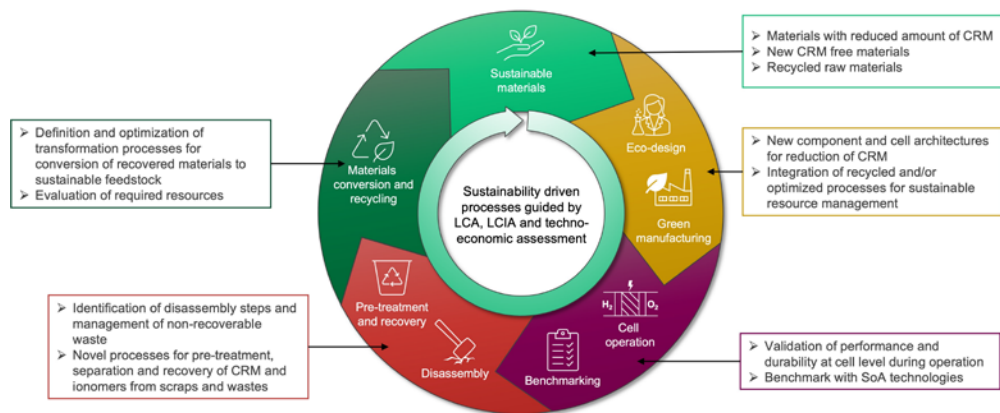 Sustainable
materials
➢ Materials with reduced amount of CRM
➢ New CRM free materials
➢ Recycled raw materials
Eco-design
Green
manufacturing
➢ New component and cell architectures
for reduction of CRM
➢ Integration of recycled and/or
optimized processes for sustainable
resource management
H₂
O₂
Cell
operation
Benchmarking
➢ Validation of performance and
durability at cell level during operation
➢ Benchmark with SoA technologies
Pre-treatment
and recovery
Disassembly
➢ Identification of disassembly steps and
management of non-recoverable
waste
➢ Novel processes for pre-treatment,
separation and recovery of CRM and
ionomers from scraps and wastes
Materials
conversion and
recycling
➢ Definition and optimization of
transformation processes for
conversion of recovered materials to
sustainable feedstock
➢ Evaluation of required resources
Sustainability driven
processes guided by
LCA, LCIA and techno-
economic assessment